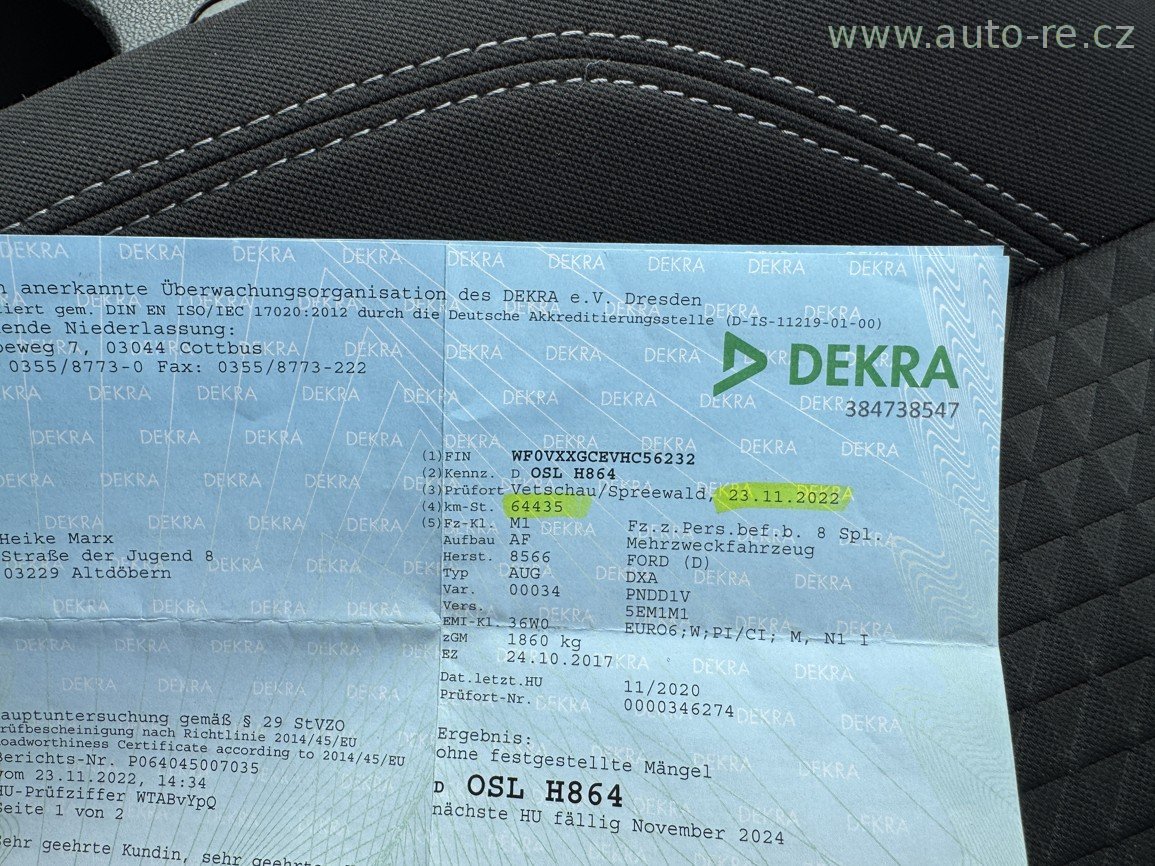 www.auto-re.cz
anerkannte Überwachungsorganisation des DEKRA e.V. Dresden
gem. DIN EN ISO/IEC 17020:2012 durch die Deutsche Akkreditierungsstelle (D-IS-11219-01-00)
Niederlassung:
7, 03044 Cottbus
0355/8773-0 Fax: 0355/8773-222
DEKRA
384738547
(1) FIN WF0VXXGCEVHC56232
(2) Kennz. D OSL H864
(3) Prüfort Vetschau/Spreewald, 23.11.2022
(4) km-St. 64435
(5) Fz-Kl. M1 Fz.z.Pers.bef.b. 8 Spl.
Aufbau AF Mehrzweckfahrzeug
Herst. 8566 FORD (D)
Typ AUG DXA
Var. 00034 PNDD1V
Vers. 5EM1M1
EMI-Kl. 36W0 EURO6;W;PI/CI; M, N1 I
zGM 1860 kg
EZ 24.10.2017
Dat.letzt.HU 11/2020
Prüfort-Nr. 0000346274
Heike Marx
Straße der Jugend 8
03229 Altdöbern
gemäß § 29 StVZO
nach Richtlinie 2014/45/EU
Certificate according to 2014/45/EU
Berichts-Nr. P064045007035
vom 23.11.2022, 14:34
HU-Prüfziffer WTABvYpQ
Seite 1 von 2
Ergebnis:
ohne festgestellte Mängel
D OSL H864
nächste HU fällig November 2024
geehrte Kundin, sehr